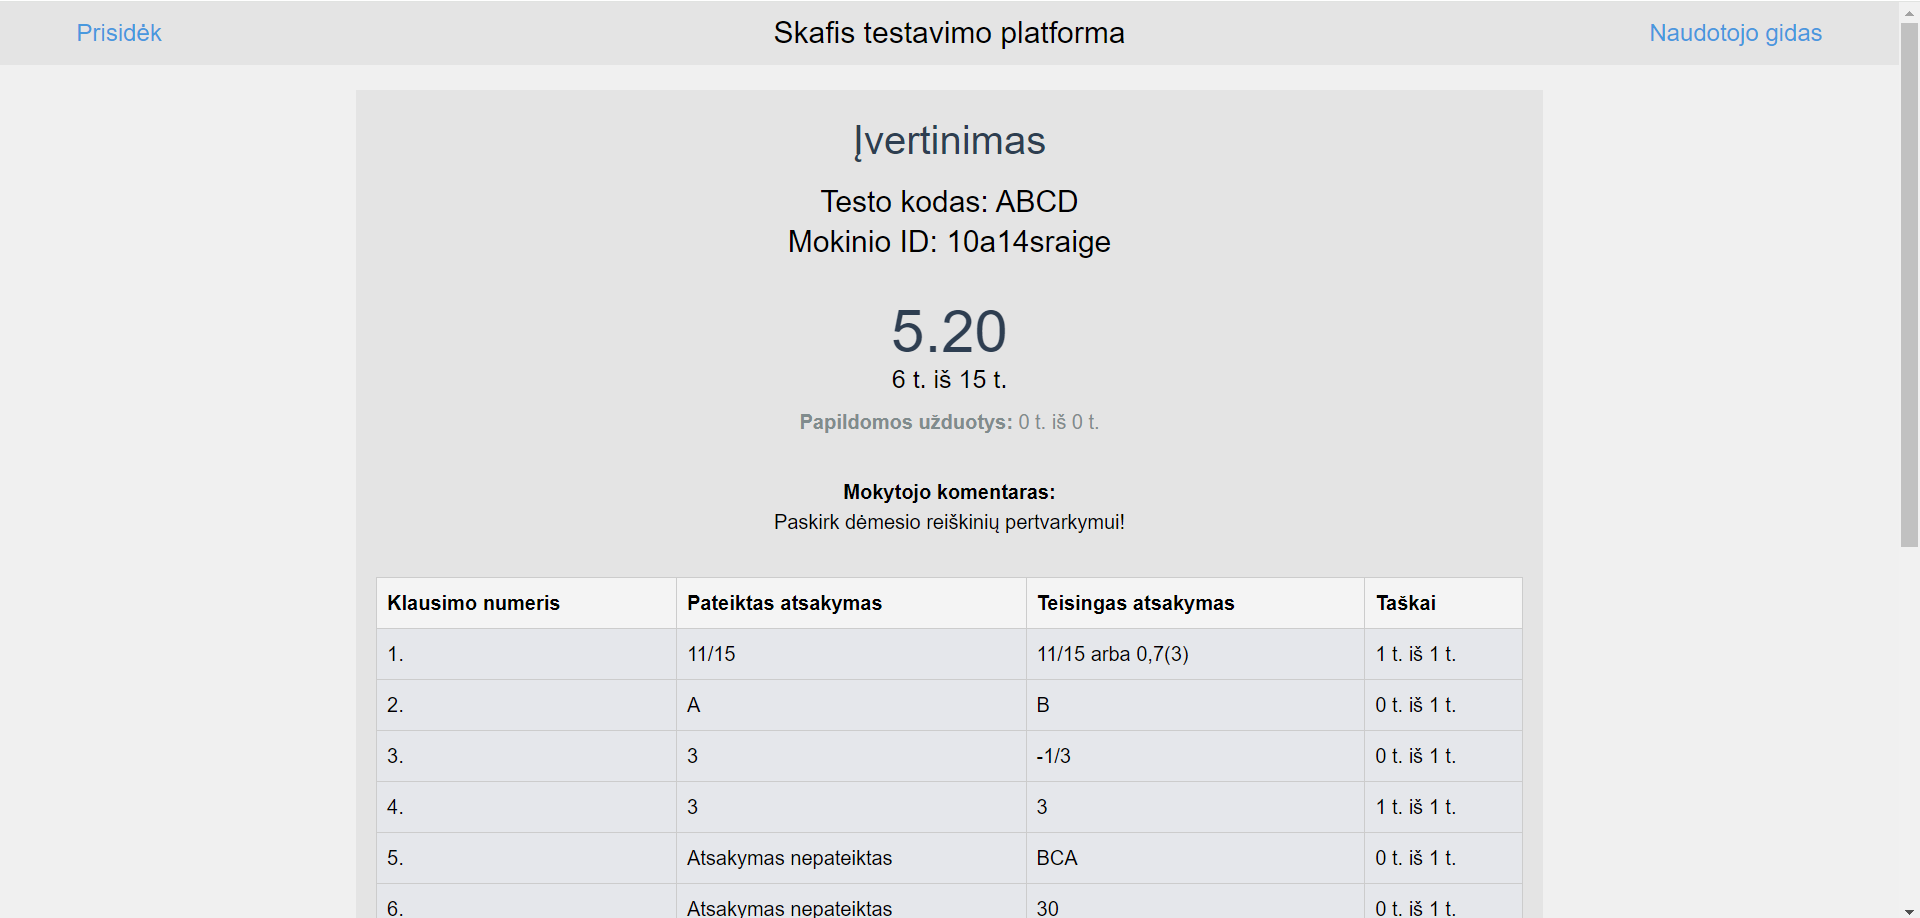 Prisidėk
Skafis testavimo platforma
Naudotojo gidas
Įvertinimas
Testo kodas: ABCD
Mokinio ID: 10a14sraige
5.20
6 t. iš 15 t.
Papildomos užduotys: 0 t. iš 0 t.
Mokytojo komentaras:
Paskirk dėmesio reiškinių pertvarkymui!
Klausimo numeris Pateiktas atsakymas Teisingas atsakymas Taškai
1. 11/15 11/15 arba 0,7(3) 1 t. iš 1 t.
2. A B 0 t. iš 1 t.
3. 3 -1/3 0 t. iš 1 t.
4. 3 3 1 t. iš 1 t.
5. Atsakymas nepateiktas BCA 0 t. iš 1 t.
6. Atsakymas nepateiktas 30 0 t. iš 1 t.